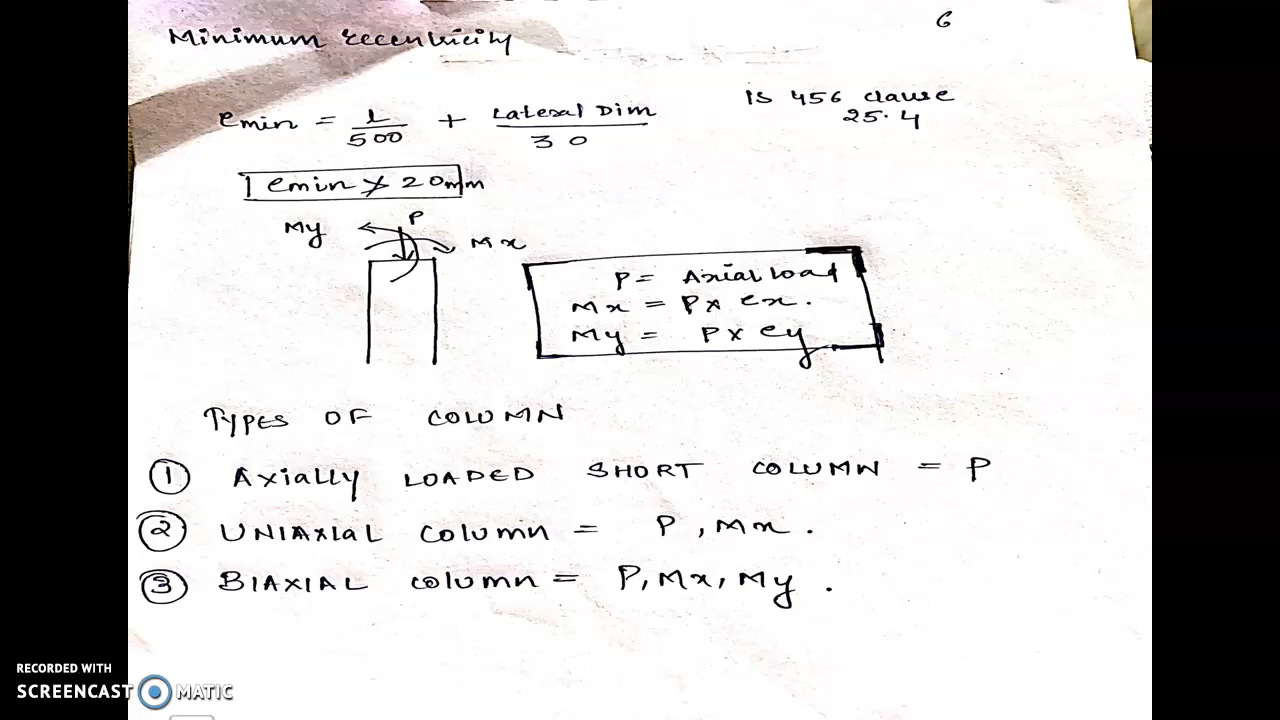 6
Minimum eccentricity
emin = L/500 + Lateral Dim/30
IS 456 clause
25.4
emin ≯ 20mm
P
My
Mx
P = Axial load
Mx = P x ex.
My = P x ey
TYPES OF COLUMN
① AXIALLY LOADED SHORT COLUMN = P
② UNIAXIAL COLUMN = P, Mx.
③ BIAXIAL COLUMN = P, Mx, My.
RECORDED WITH
SCREENCAST MATIC